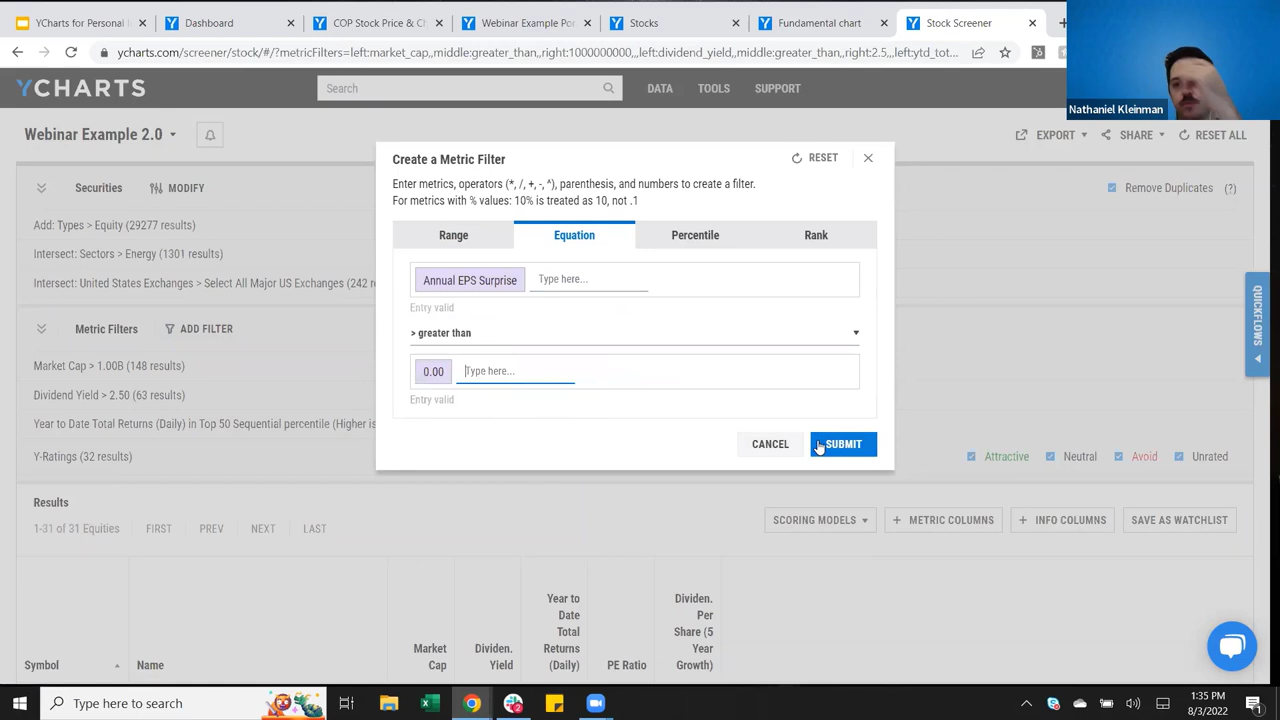 YCharts for Personal
Dashboard
COP Stock Price & Ch
Webinar Example Po
Stocks
Fundamental chart
Stock Screener
ycharts.com/screener/stock/#/?metricFilters=left:market_cap,,middle:greater_than,,right:1000000000,,,left:dividend_yield,,middle:greater_than,,right:2.5,,,left:ytd_tot...
Nathaniel Kleinman
YCHARTS
Search
DATA
TOOLS
SUPPORT
Webinar Example 2.0
EXPORT
SHARE
RESET ALL
Securities
MODIFY
Remove Duplicates
(?)
Add: Types > Equity (29277 results)
Intersect: Sectors > Energy (1301 results)
Intersect: United States Exchanges > Select All Major US Exchanges (242 re
Metric Filters
ADD FILTER
Market Cap > 1.00B (148 results)
Dividend Yield > 2.50 (63 results)
Year to Date Total Returns (Daily) in Top 50 Sequential percentile (Higher is
Y-Ratings (32 results)
Attractive
Neutral
Avoid
Unrated
Create a Metric Filter
RESET
Enter metrics, operators (*, /, +, -, ^), parenthesis, and numbers to create a filter.
For metrics with % values: 10% is treated as 10, not .1
Range
Equation
Percentile
Rank
Annual EPS Surprise
Type here...
Entry valid
> greater than
0.00
Type here...
Entry valid
CANCEL
SUBMIT
QUICKFLOWS
Results
1-31 of 31 Equities
FIRST
PREV
NEXT
LAST
SCORING MODELS
+ METRIC COLUMNS
+ INFO COLUMNS
SAVE AS WATCHLIST
Symbol
Name
Market
Cap
Dividen.
Yield
Year to
Date
Total
Returns
(Daily)
PE Ratio
Dividen.
Per
Share (5
Year
Growth)
Type here to search
1:35 PM
8/3/2022